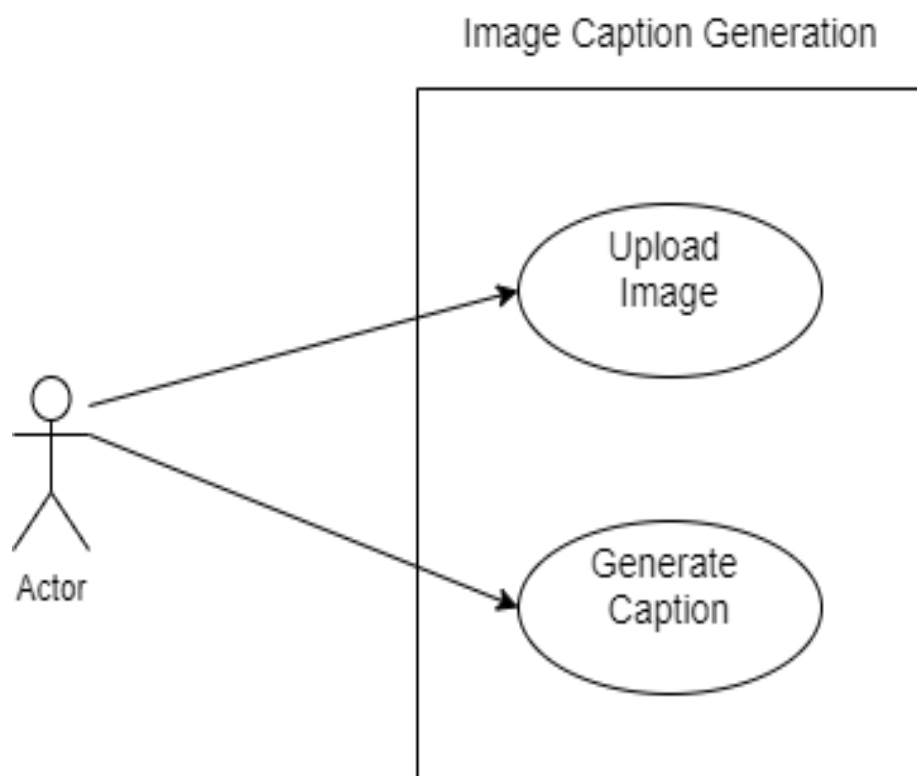 Image Caption Generation
Upload
Image
Actor
Generate
Caption